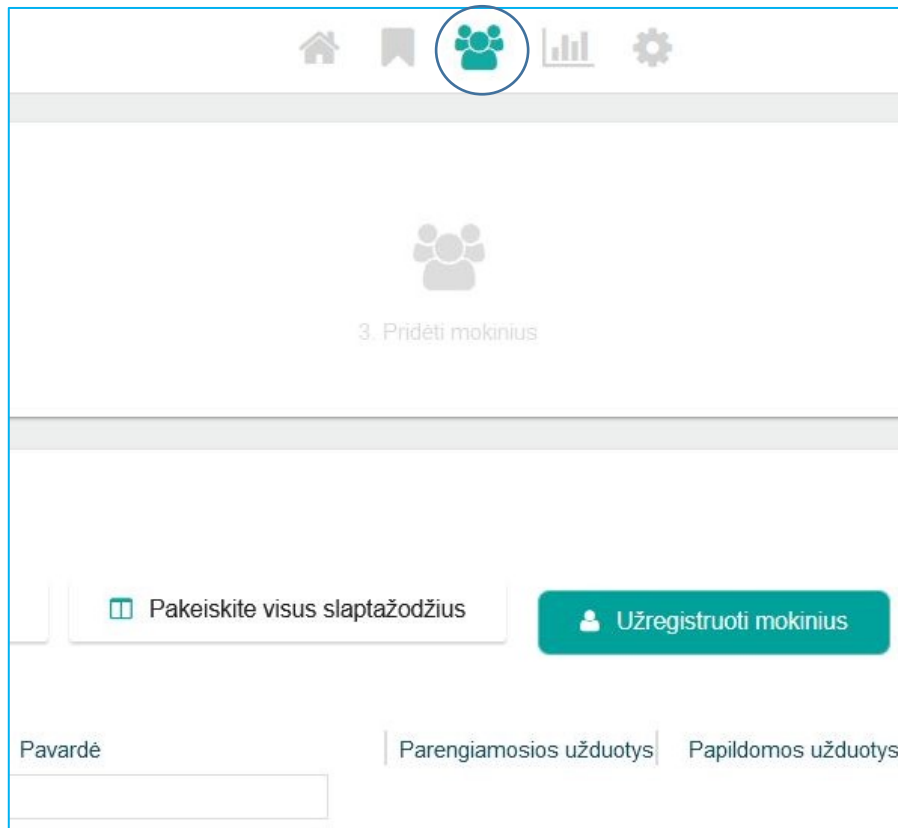 3. Pridėti mokinius
Pakeiskite visus slaptažodžius
Užregistruoti mokinius
Pavardė
Parengiamosios užduotys
Papildomos užduotys